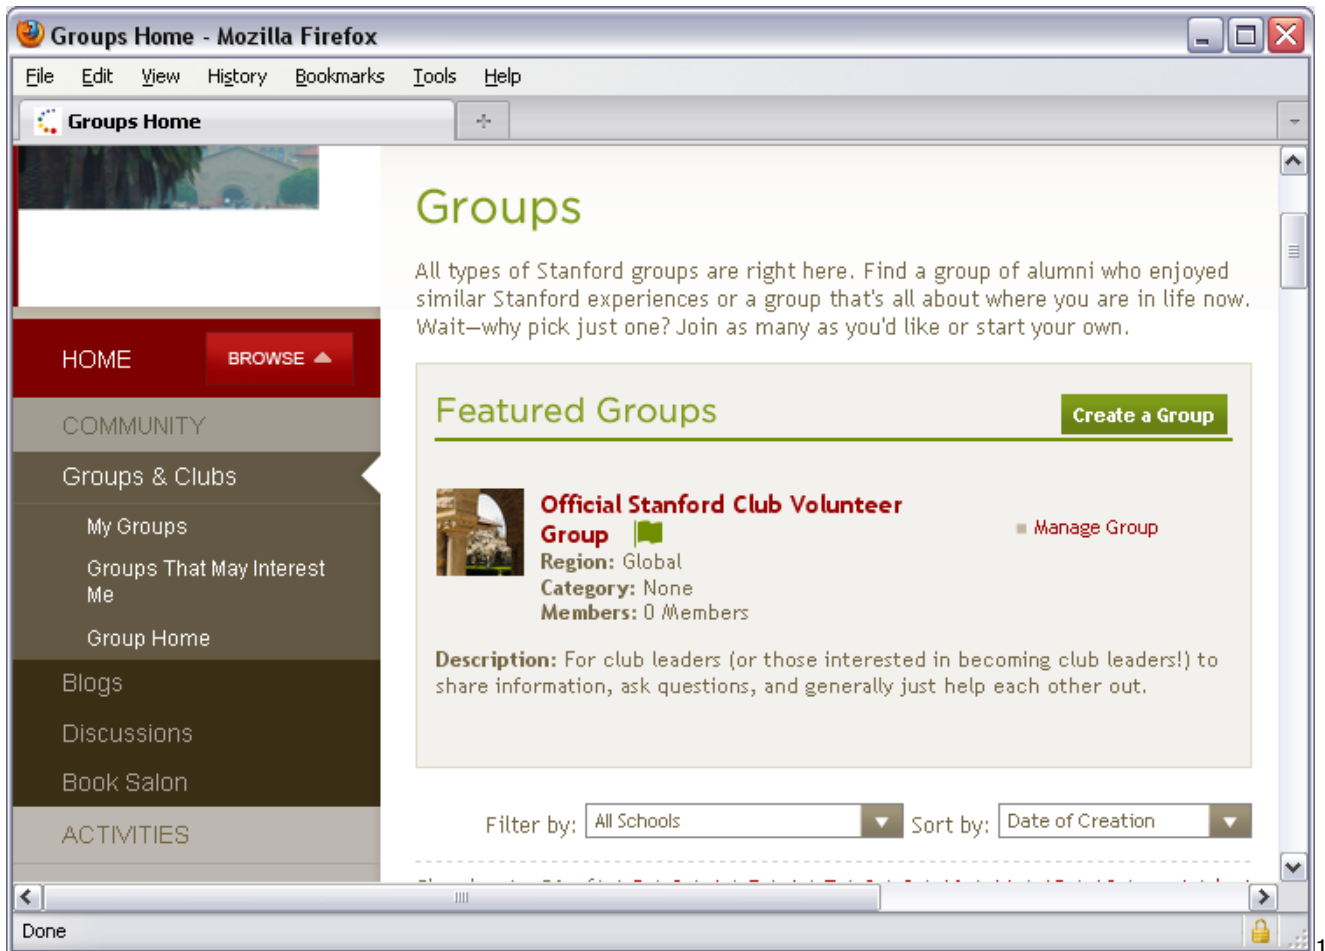 Groups Home - Mozilla Firefox
File Edit View History Bookmarks Tools Help
Groups Home
HOME
BROWSE
COMMUNITY
Groups & Clubs
My Groups
Groups That May Interest
Me
Group Home
Blogs
Discussions
Book Salon
ACTIVITIES
Groups
All types of Stanford groups are right here. Find a group of alumni who enjoyed
similar Stanford experiences or a group that's all about where you are in life now.
Wait—why pick just one? Join as many as you'd like or start your own.
Featured Groups
Create a Group
Official Stanford Club Volunteer
Group
Manage Group
Region: Global
Category: None
Members: 0 Members
Description: For club leaders (or those interested in becoming club leaders!) to
share information, ask questions, and generally just help each other out.
Filter by: All Schools Sort by: Date of Creation
Done
1